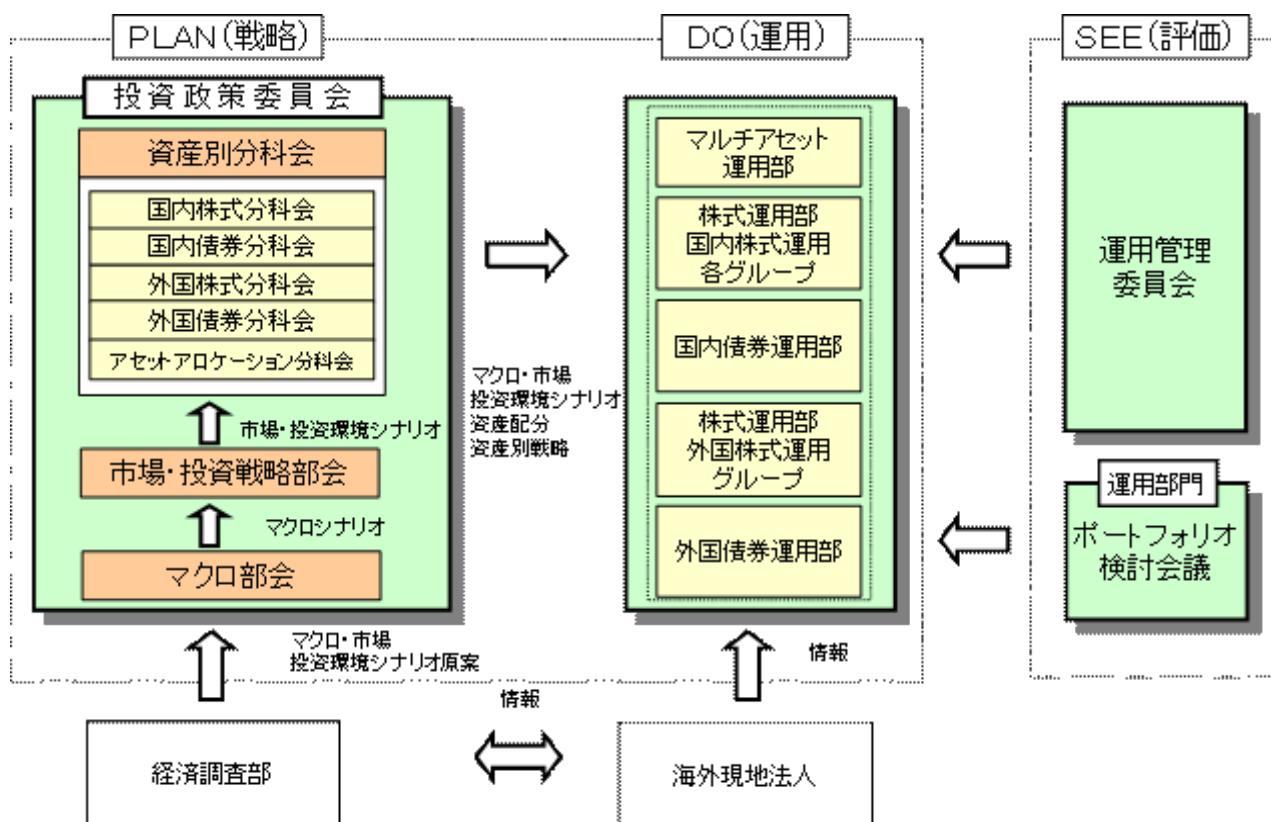 PLAN(戦略)
投資政策委員会
資産別分科会
国内株式分科会
国内債券分科会
外国株式分科会
外国債券分科会
アセットアロケーション分科会
市場・投資環境シナリオ
市場・投資戦略部会
マクロシナリオ
マクロ部会
マクロ・市場
投資環境シナリオ原案
経済調査部
マクロ・市場
投資環境シナリオ
資産配分
資産別戦略
情報
DO(運用)
マルチアセット
運用部
株式運用部
国内株式運用
各グループ
国内債券運用部
株式運用部
外国株式運用
グループ
外国債券運用部
情報
海外現地法人
SEE(評価)
運用管理
委員会
運用部門
ポートフォリオ
検討会議